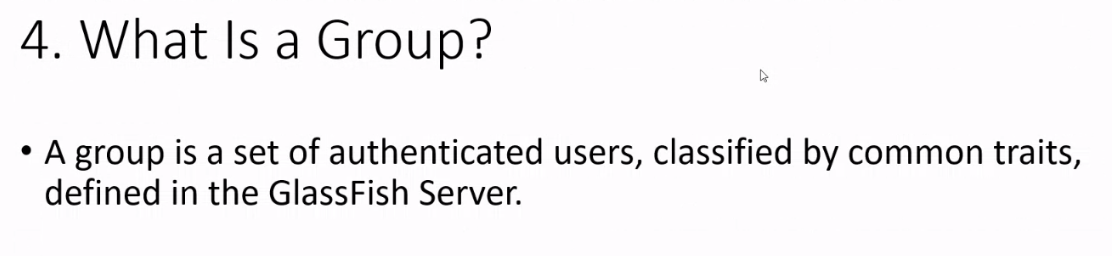 4. What Is a Group?
• A group is a set of authenticated users, classified by common traits,
defined in the GlassFish Server.